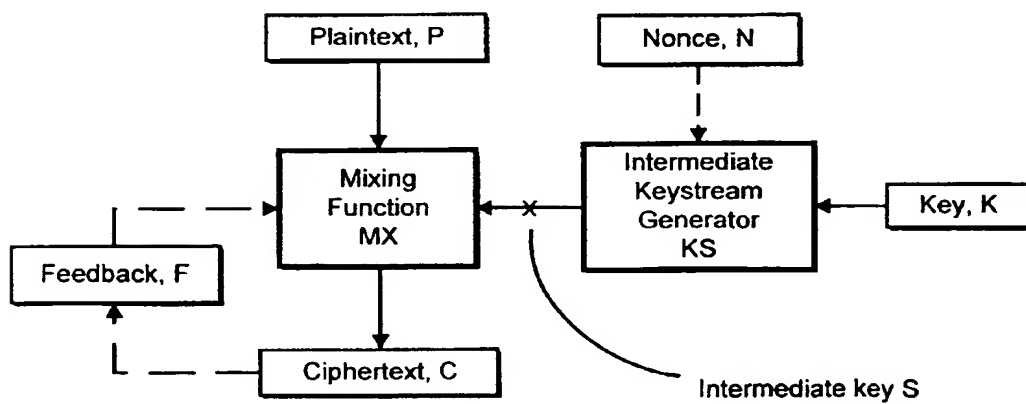 Plaintext, P
Nonce, N
Mixing
Function
MX
Intermediate
Keystream
Generator
KS
Key, K
Feedback, F
Ciphertext, C
Intermediate key S